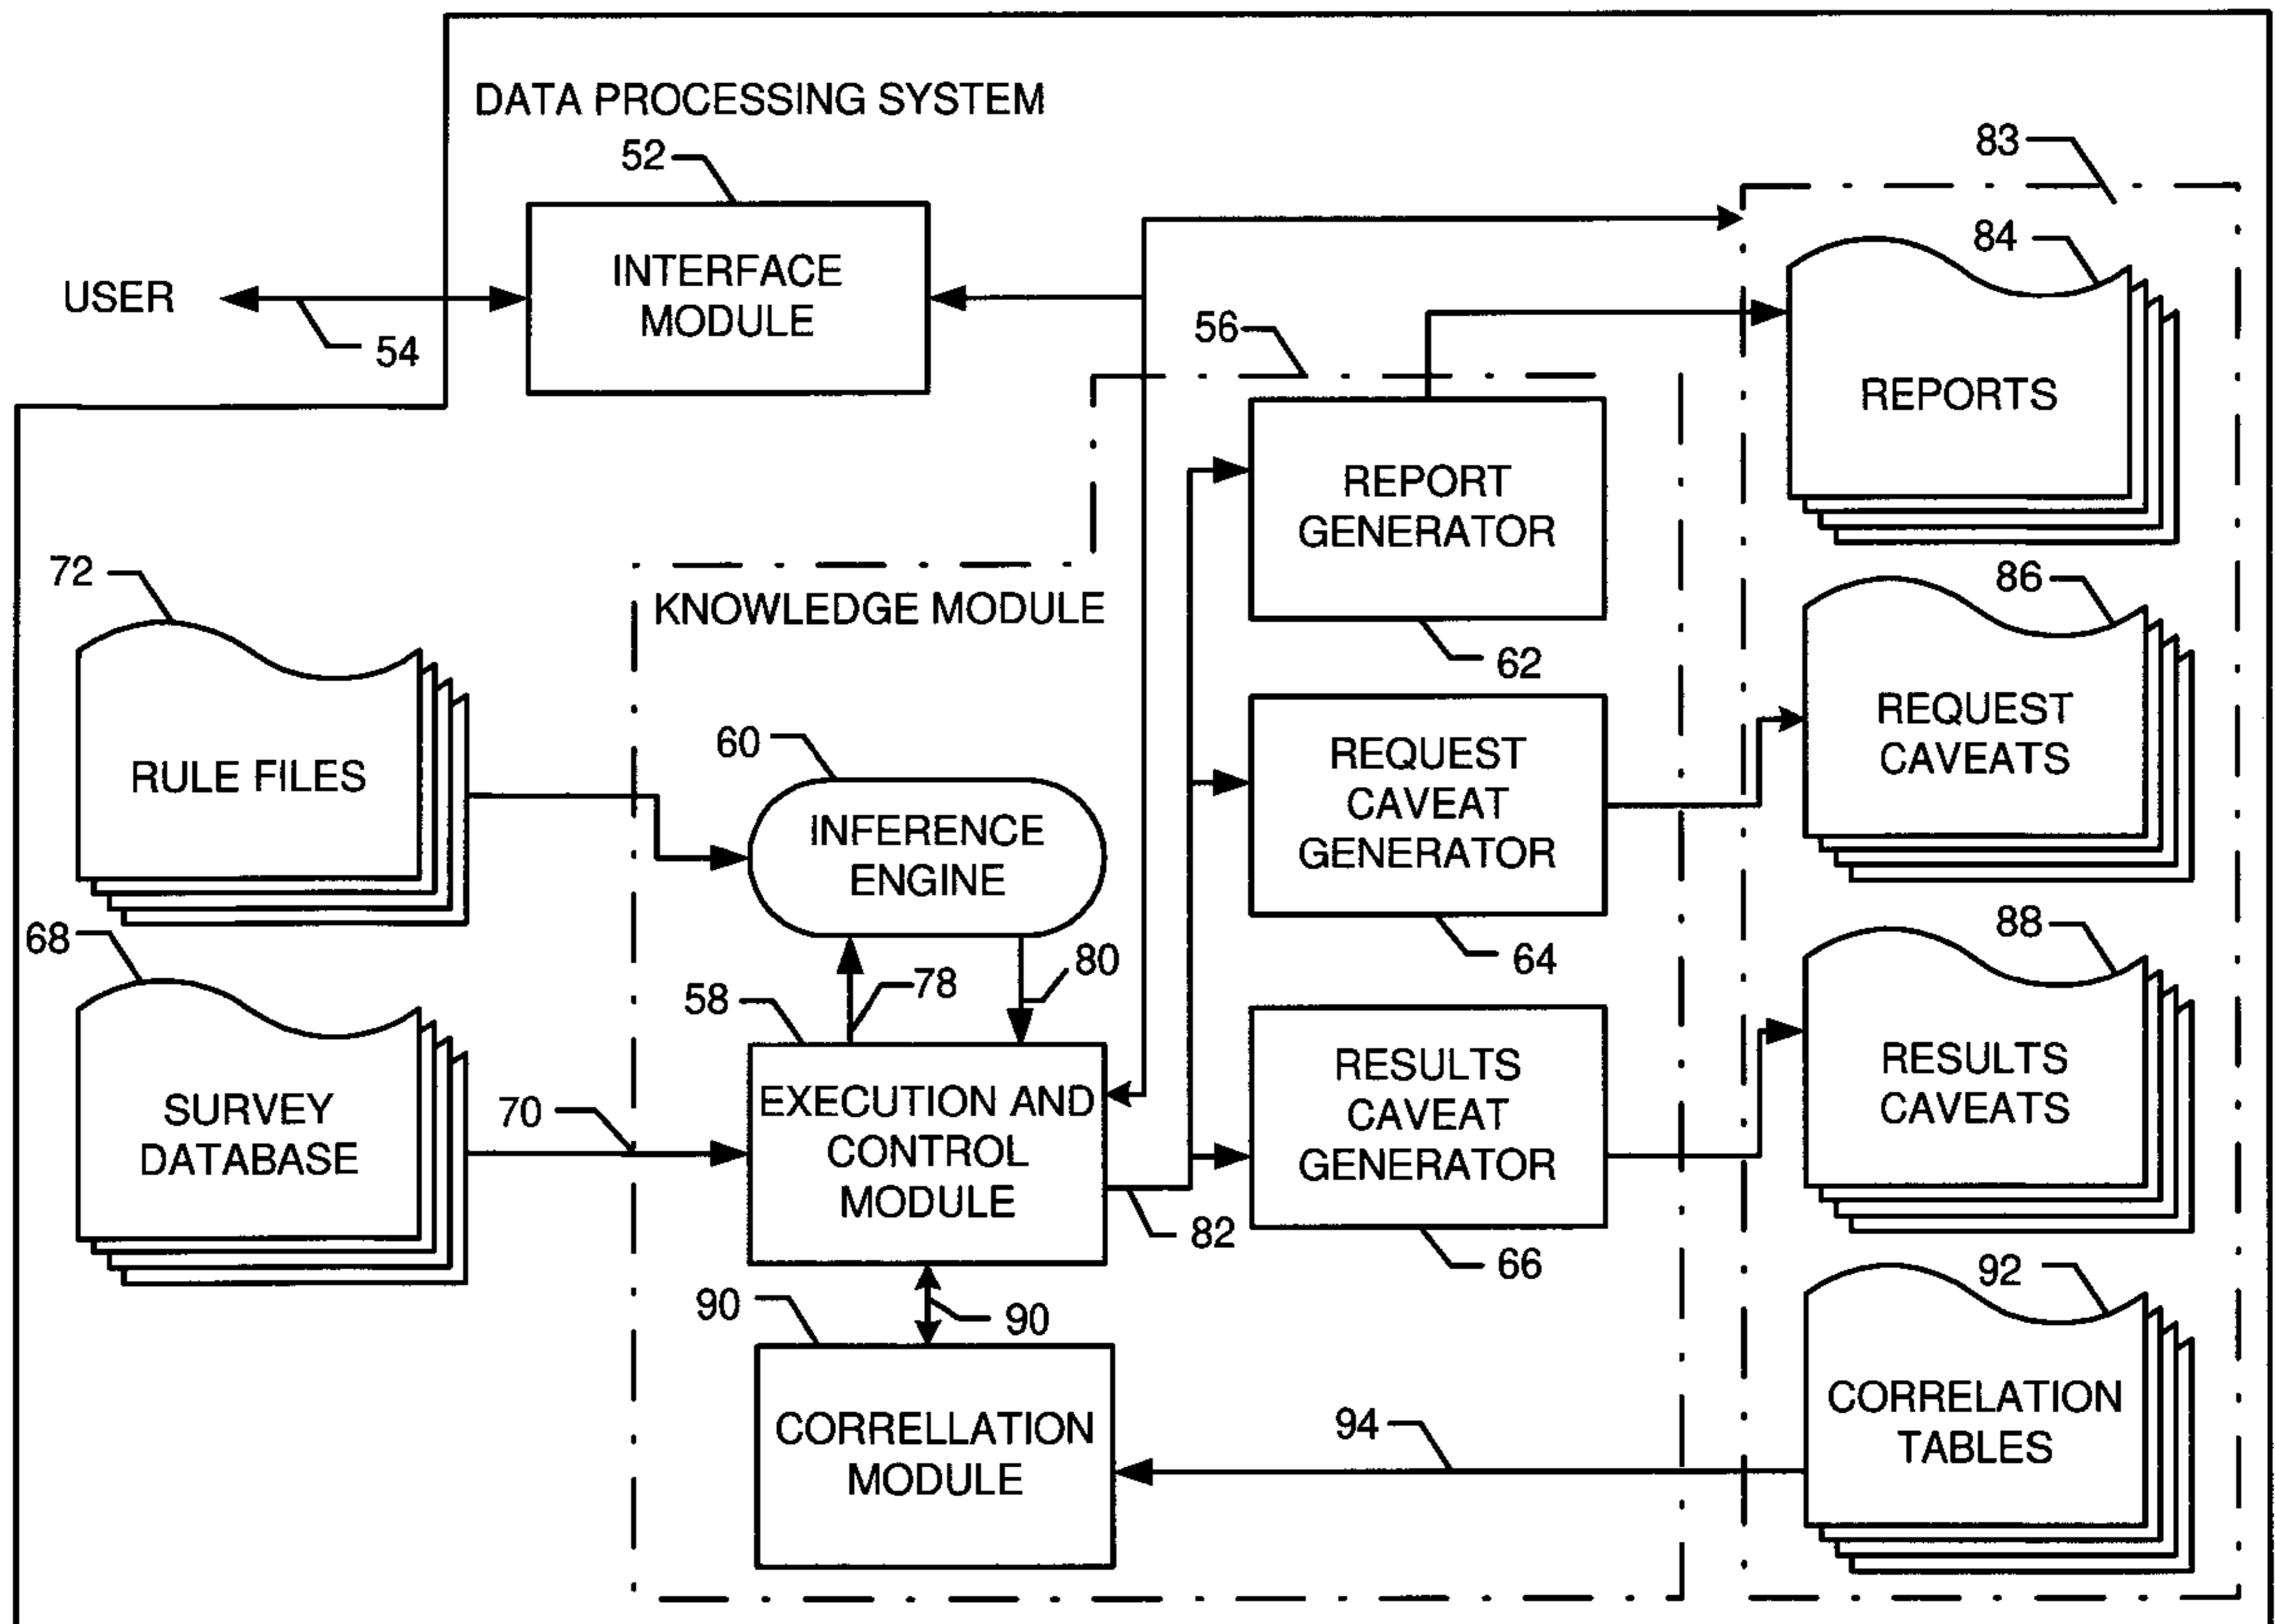 DATA PROCESSING SYSTEM
52
83
INTERFACE
MODULE
84
USER
54
56
REPORTS
REPORT
GENERATOR
72
86
KNOWLEDGE MODULE
62
REQUEST
CAVEATS
60
REQUEST
CAVEAT
GENERATOR
RULE FILES
INFERENCE
ENGINE
68
88
80
64
78
58
RESULTS
CAVEATS
RESULTS
CAVEAT
GENERATOR
SURVEY
DATABASE
70
EXECUTION AND
CONTROL
MODULE
82
66
92
90
90
CORRELATION
TABLES
94
CORRELLATION
MODULE